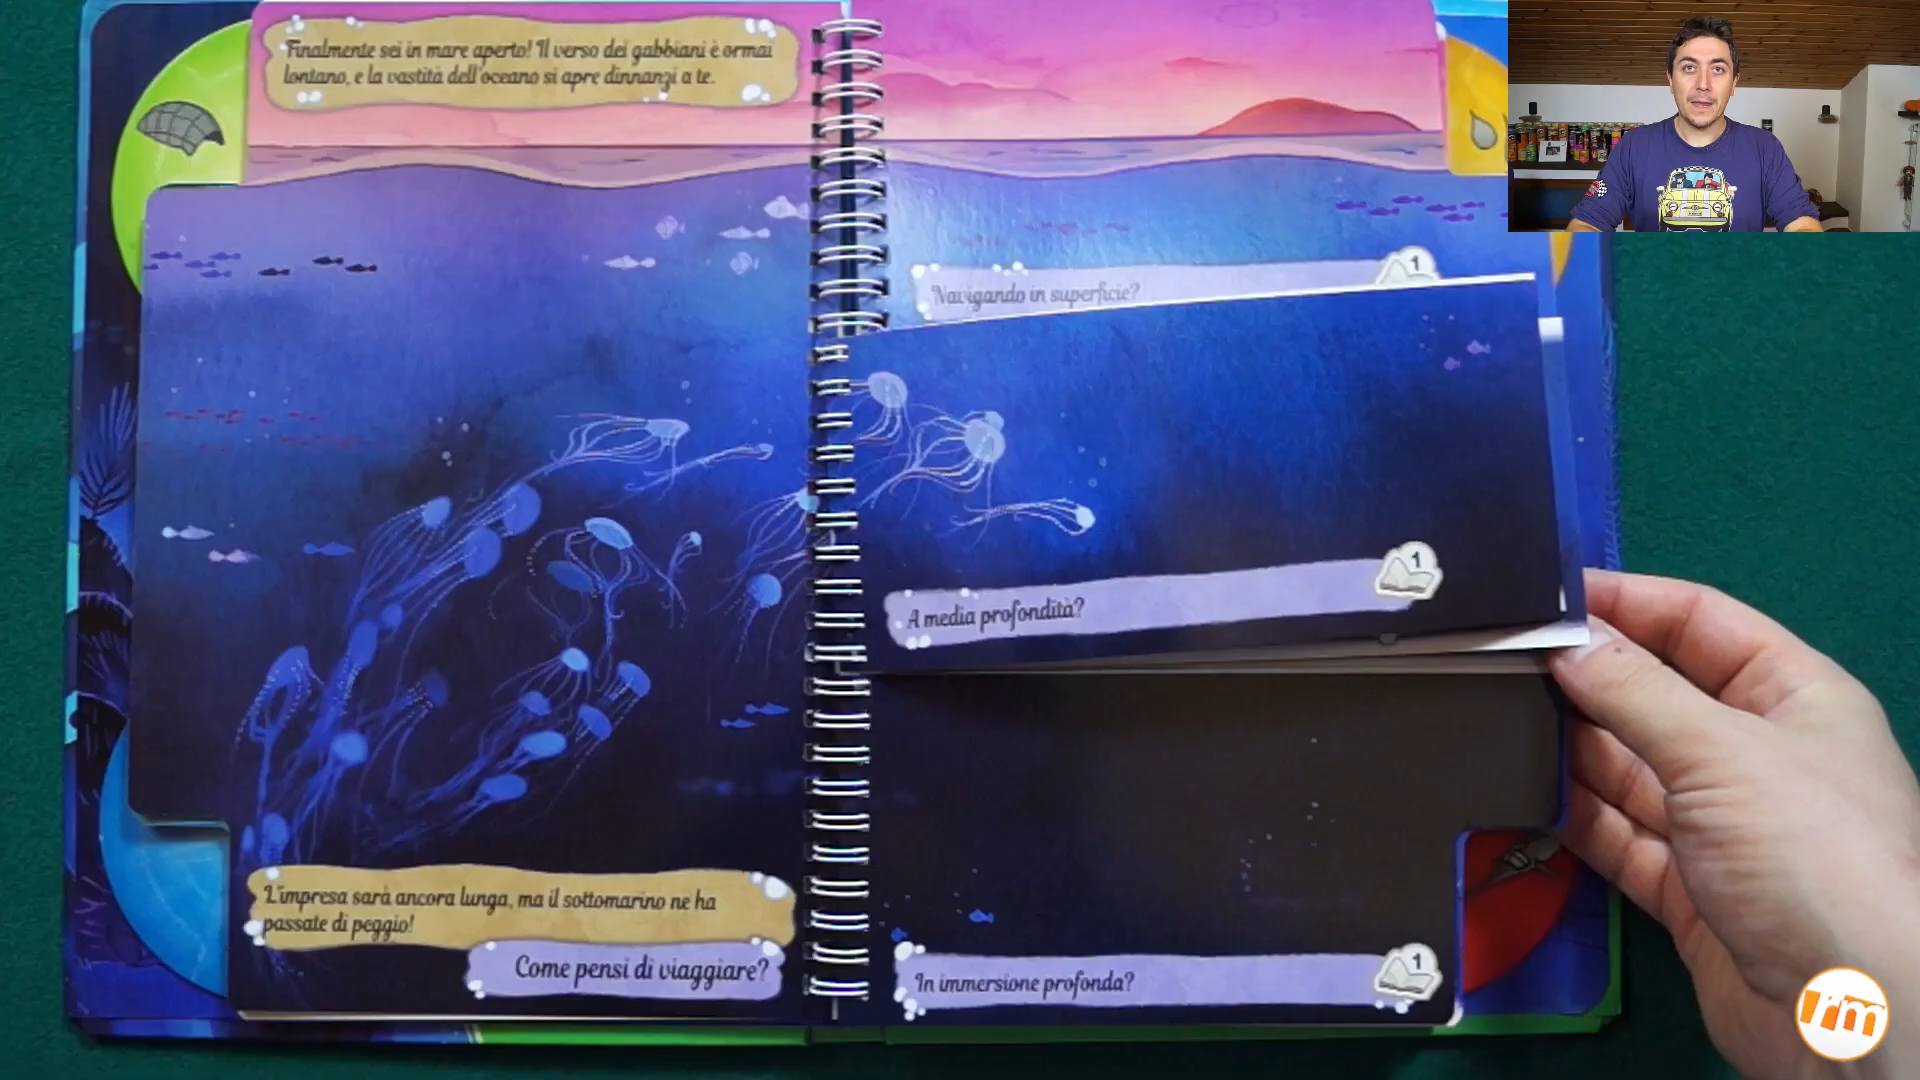 Finalmente sei in mare aperto! Il verso dei gabbiani è ormai
lontano, e la vastità dell'oceano si apre dinnanzi a te.
Navigando in superficie?
1
A media profondità?
1
L'impresa sarà ancora lunga, ma il sottomarino ne ha
passate di peggio!
Come pensi di viaggiare?
In immersione profonda?
1
rm